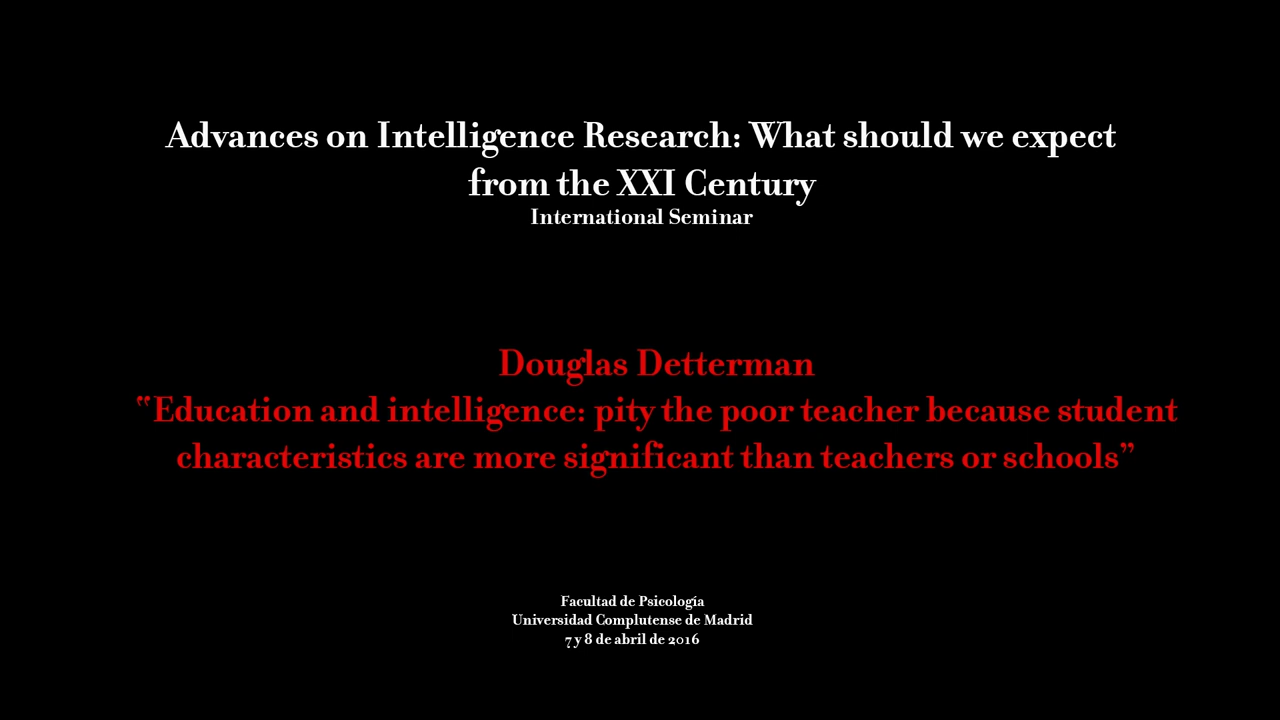 Advances on Intelligence Research: What should we expect
from the XXI Century
International Seminar
Douglas Detterman
“Education and intelligence: pity the poor teacher because student
characteristics are more significant than teachers or schools”
Facultad de Psicología
Universidad Complutense de Madrid
7 y 8 de abril de 2016